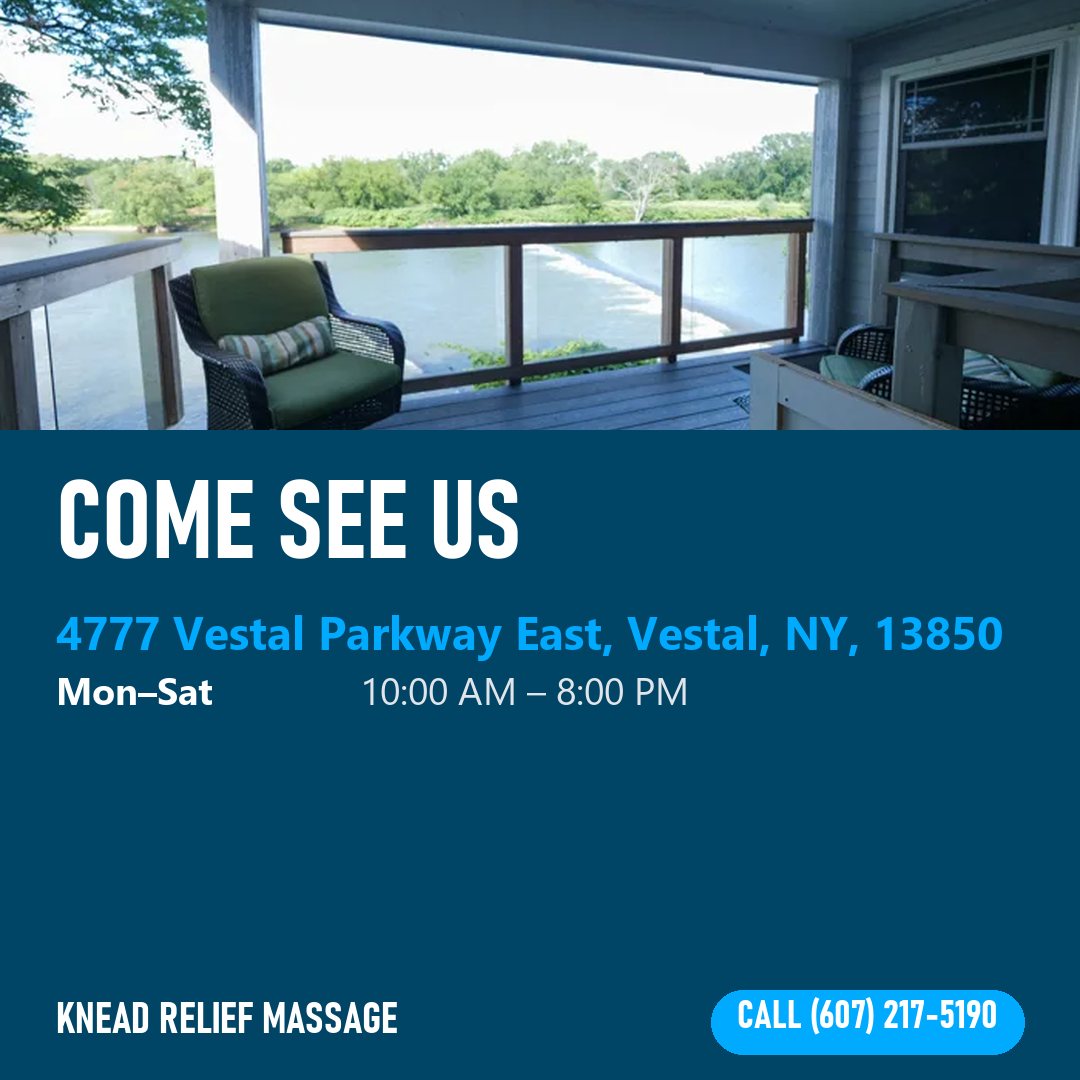 COME SEE US
4777 Vestal Parkway East, Vestal, NY, 13850
Mon–Sat 10:00 AM – 8:00 PM
KNEAD RELIEF MASSAGE
CALL (607) 217-5190